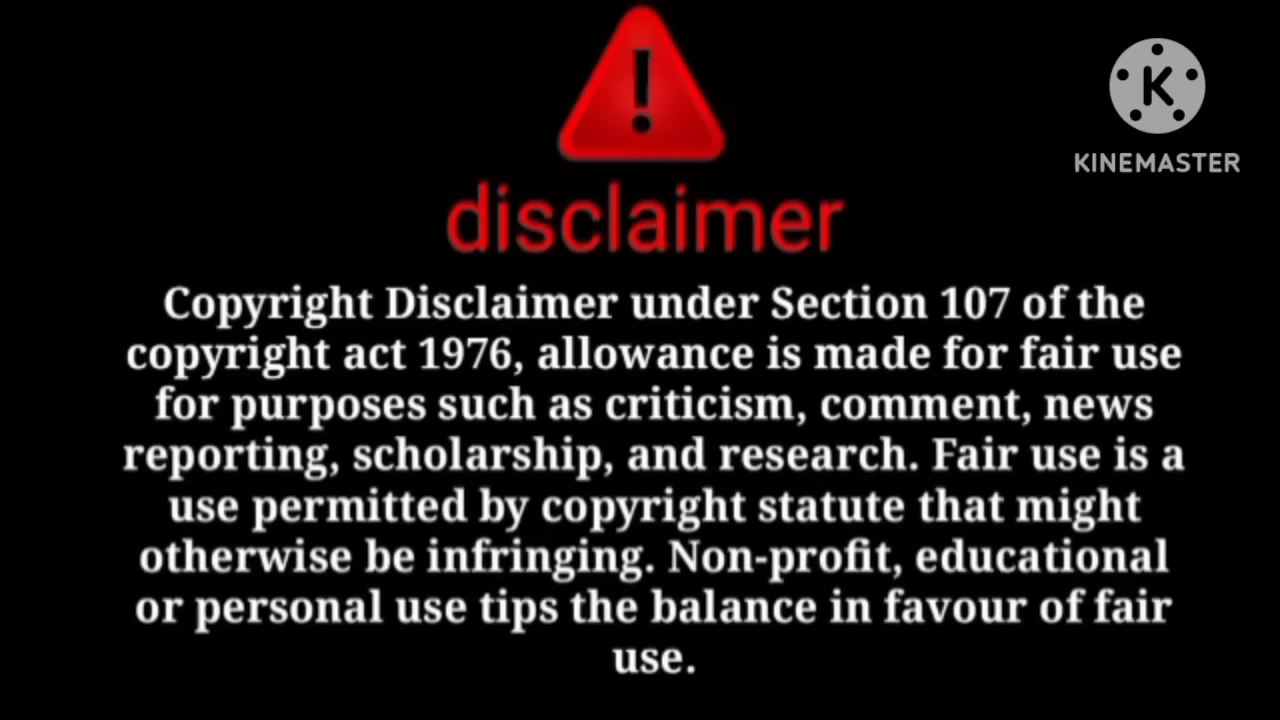 !
K
KINEMASTER
disclaimer
Copyright Disclaimer under Section 107 of the
copyright act 1976, allowance is made for fair use
for purposes such as criticism, comment, news
reporting, scholarship, and research. Fair use is a
use permitted by copyright statute that might
otherwise be infringing. Non-profit, educational
or personal use tips the balance in favour of fair
use.